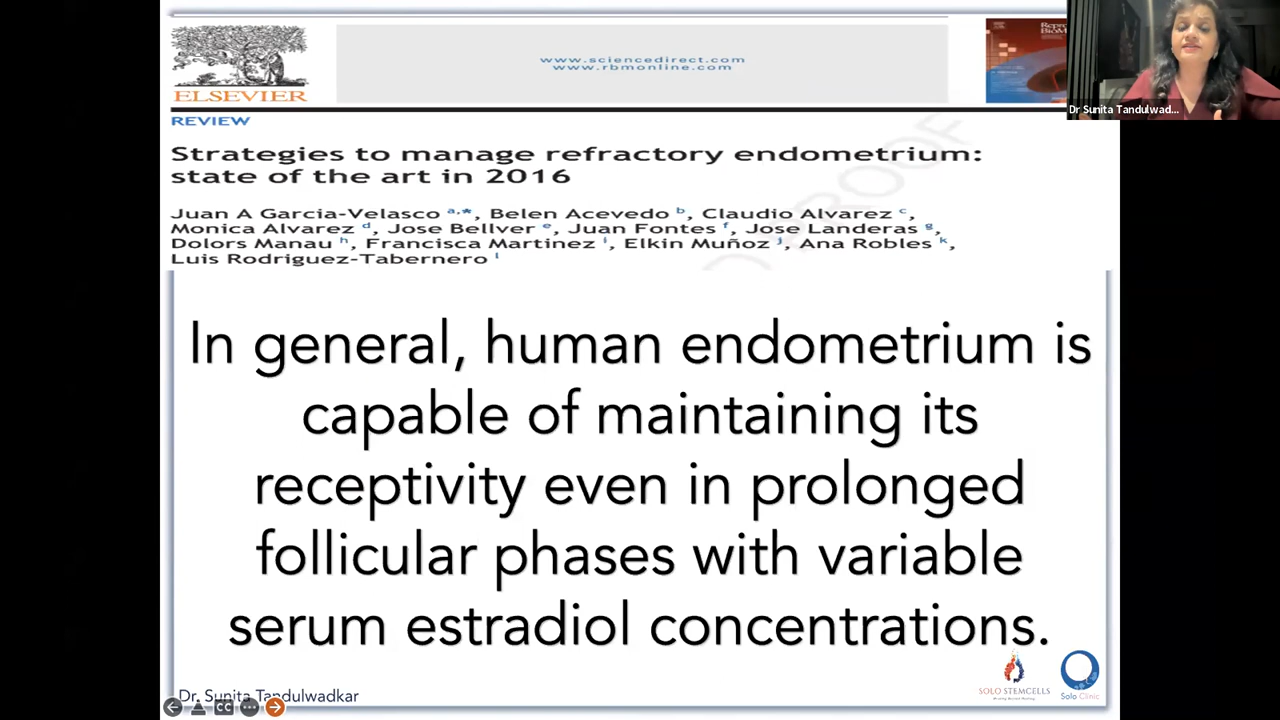 www.sciencedirect.com
www.rbmonline.com
ELSEVIER
Dr Sunita Tandulwad...
REVIEW
PROOF
Strategies to manage refractory endometrium:
state of the art in 2016
Juan A Garcia-Velasco a,*, Belen Acevedo b, Claudio Alvarez c,
Monica Alvarez d, Jose Bellver e, Juan Fontes f, Jose Landeras g,
Dolors Manau h, Francisca Martinez i, Elkin Muñoz j, Ana Robles k,
Luis Rodriguez-Tabernero l
In general, human endometrium is
capable of maintaining its
receptivity even in prolonged
follicular phases with variable
serum estradiol concentrations.
SOLO STEMCELLS
Solo Clinic
Dr. Sunita Tandulwadkar
CC